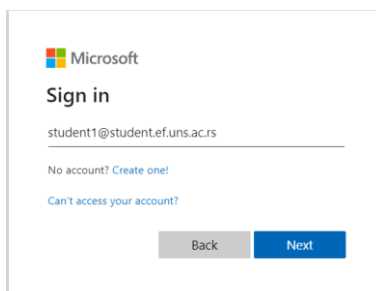 Microsoft
Sign in
student1@student.ef.uns.ac.rs
No account? Create one!
Can't access your account?
Back Next